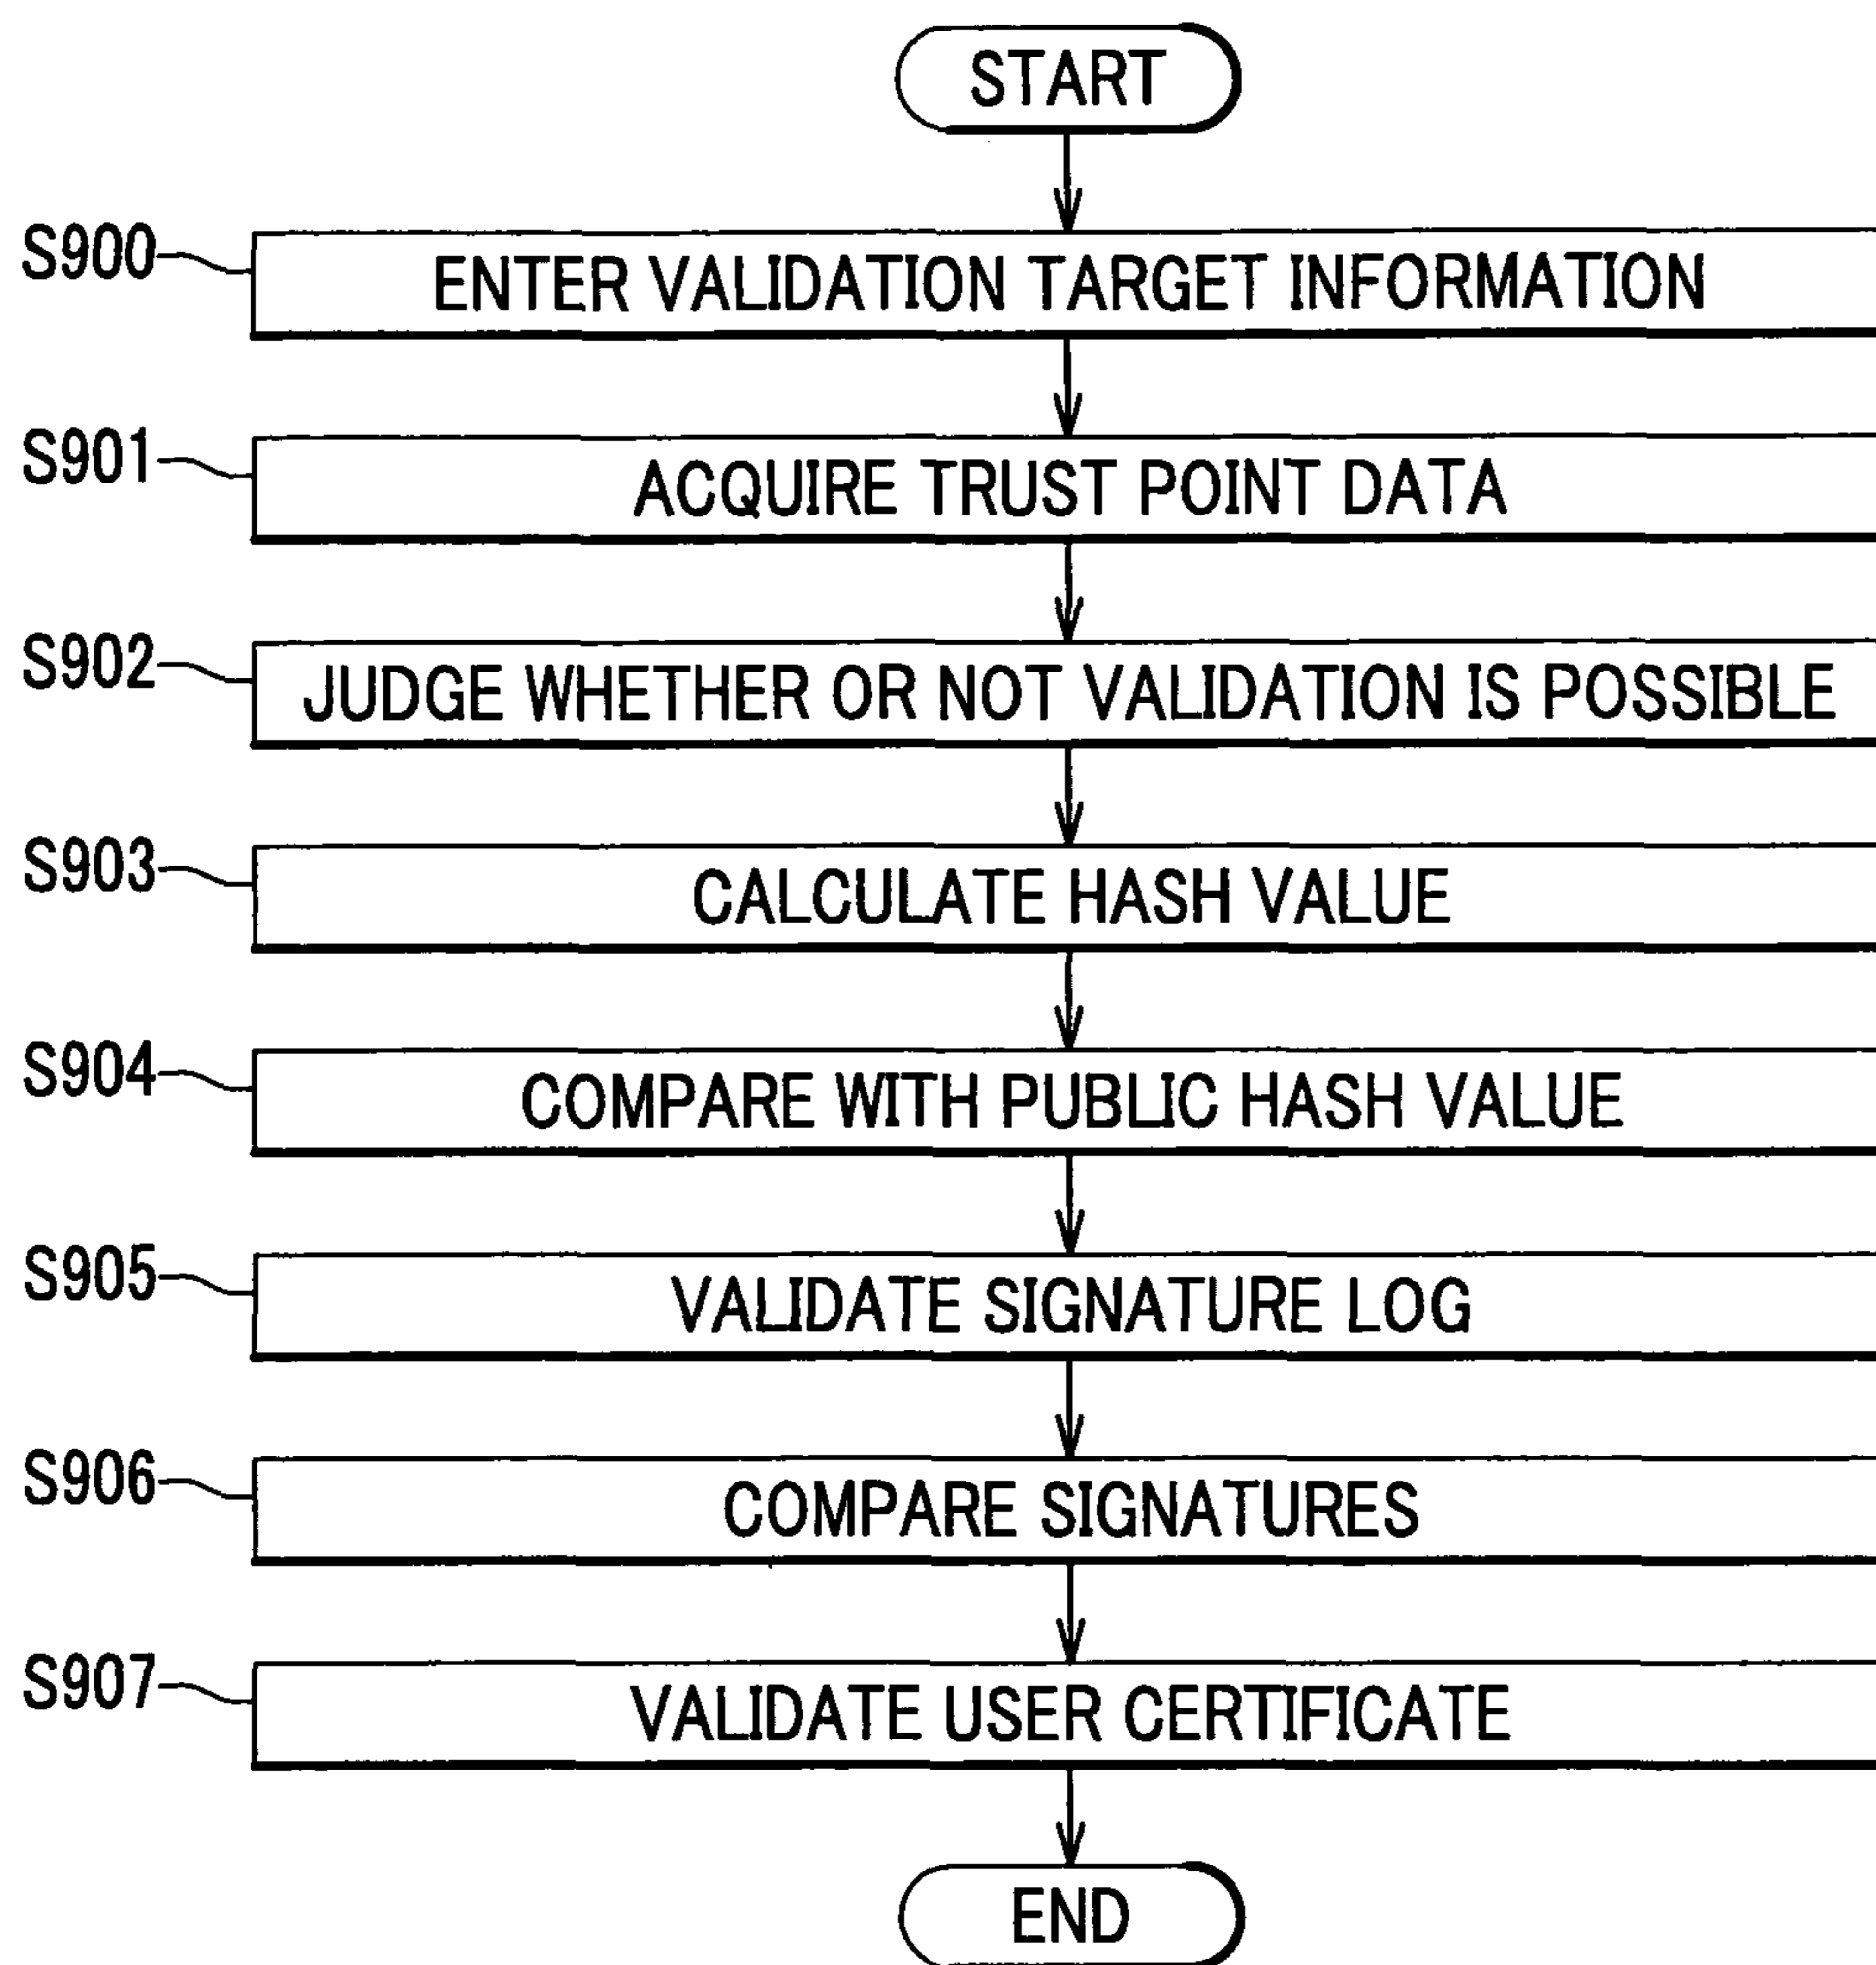 START
S900
ENTER VALIDATION TARGET INFORMATION
S901
ACQUIRE TRUST POINT DATA
S902
JUDGE WHETHER OR NOT VALIDATION IS POSSIBLE
S903
CALCULATE HASH VALUE
S904
COMPARE WITH PUBLIC HASH VALUE
S905
VALIDATE SIGNATURE LOG
S906
COMPARE SIGNATURES
S907
VALIDATE USER CERTIFICATE
END